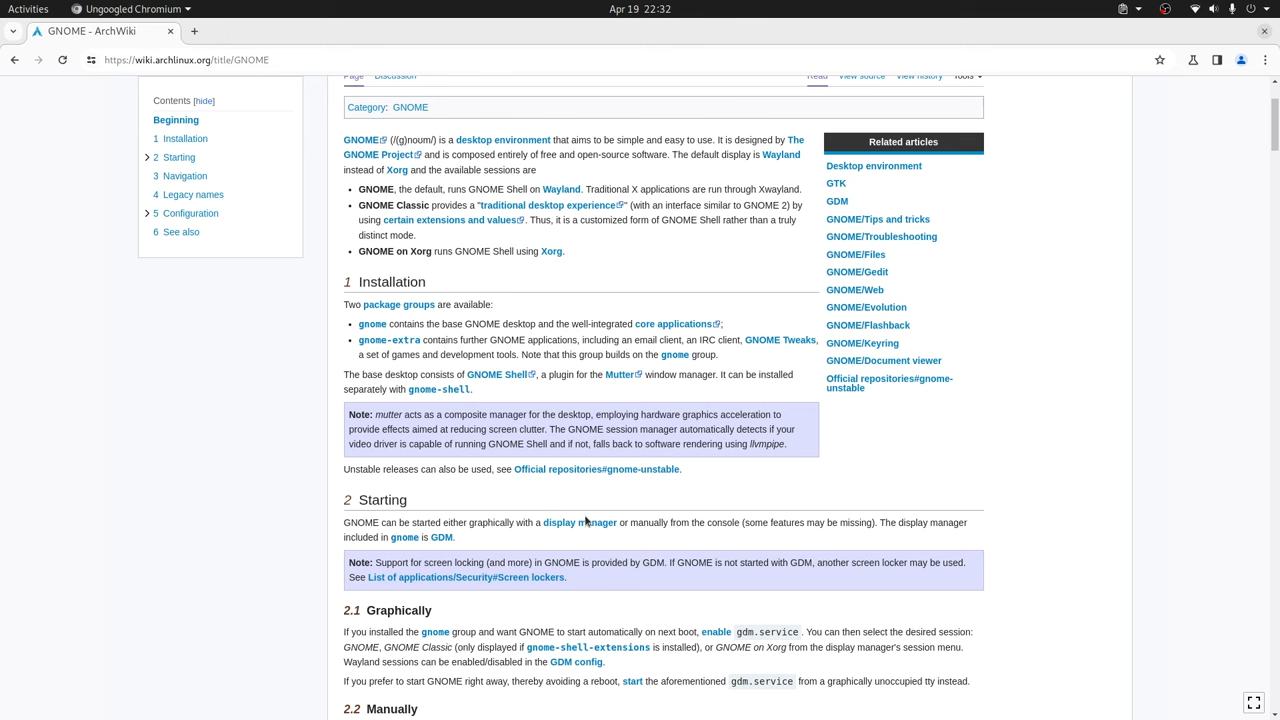 Activities
Apr 19  22:32
GNOME - ArchWiki
https://wiki.archlinux.org/title/GNOME
Page Discussion Read View source View history Tools
Contents [hide]
Beginning
1 Installation
2 Starting
3 Navigation
4 Legacy names
5 Configuration
6 See also
Category: GNOME
GNOME (/(g)noʊm/) is a desktop environment that aims to be simple and easy to use. It is designed by The
GNOME Project and is composed entirely of free and open-source software. The default display is Wayland
instead of Xorg and the available sessions are
• GNOME, the default, runs GNOME Shell on Wayland. Traditional X applications are run through Xwayland.
• GNOME Classic provides a "traditional desktop experience" (with an interface similar to GNOME 2) by
using certain extensions and values. Thus, it is a customized form of GNOME Shell rather than a truly
distinct mode.
• GNOME on Xorg runs GNOME Shell using Xorg.
1 Installation
Two package groups are available:
• gnome contains the base GNOME desktop and the well-integrated core applications;
• gnome-extra contains further GNOME applications, including an email client, an IRC client, GNOME Tweaks,
a set of games and development tools. Note that this group builds on the gnome group.
The base desktop consists of GNOME Shell, a plugin for the Mutter window manager. It can be installed
separately with gnome-shell.
Note: mutter acts as a composite manager for the desktop, employing hardware graphics acceleration to
provide effects aimed at reducing screen clutter. The GNOME session manager automatically detects if your
video driver is capable of running GNOME Shell and if not, falls back to software rendering using llvmpipe.
Unstable releases can also be used, see Official repositories#gnome-unstable.
Related articles
Desktop environment
GTK
GDM
GNOME/Tips and tricks
GNOME/Troubleshooting
GNOME/Files
GNOME/Gedit
GNOME/Web
GNOME/Evolution
GNOME/Flashback
GNOME/Keyring
GNOME/Document viewer
Official repositories#gnome-
unstable
2 Starting
GNOME can be started either graphically with a display manager or manually from the console (some features may be missing). The display manager
included in gnome is GDM.
Note: Support for screen locking (and more) in GNOME is provided by GDM. If GNOME is not started with GDM, another screen locker may be used.
See List of applications/Security#Screen lockers.
2.1 Graphically
If you installed the gnome group and want GNOME to start automatically on next boot, enable gdm.service. You can then select the desired session:
GNOME, GNOME Classic (only displayed if gnome-shell-extensions is installed), or GNOME on Xorg from the display manager's session menu.
Wayland sessions can be enabled/disabled in the GDM config.
If you prefer to start GNOME right away, thereby avoiding a reboot, start the aforementioned gdm.service from a graphically unoccupied tty instead.
2.2 Manually